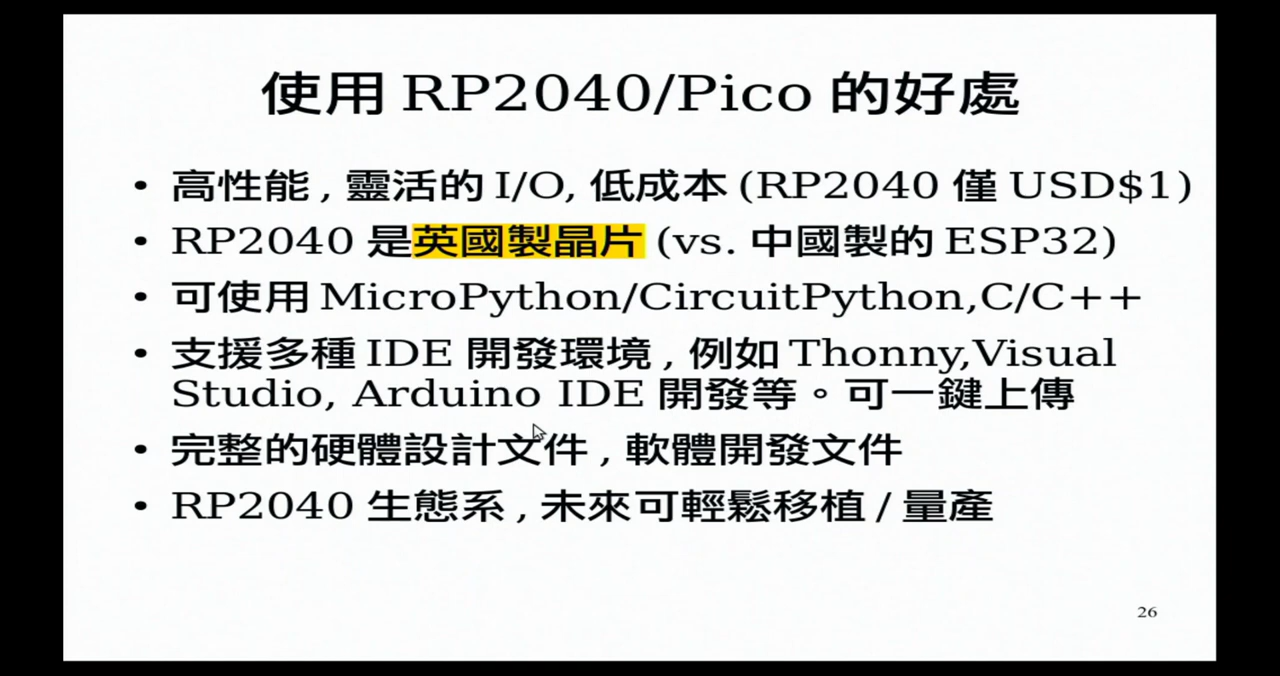 使用 RP2040/Pico 的好處
• 高性能 , 靈活的 I/O, 低成本 (RP2040 僅 USD$1)
• RP2040 是英國製晶片 (vs. 中國製的 ESP32)
• 可使用 MicroPython/CircuitPython,C/C++
• 支援多種 IDE 開發環境 , 例如 Thonny,Visual
Studio, Arduino IDE 開發等。可一鍵上傳
• 完整的硬體設計文件 , 軟體開發文件
• RP2040 生態系 , 未來可輕鬆移植 / 量產
26